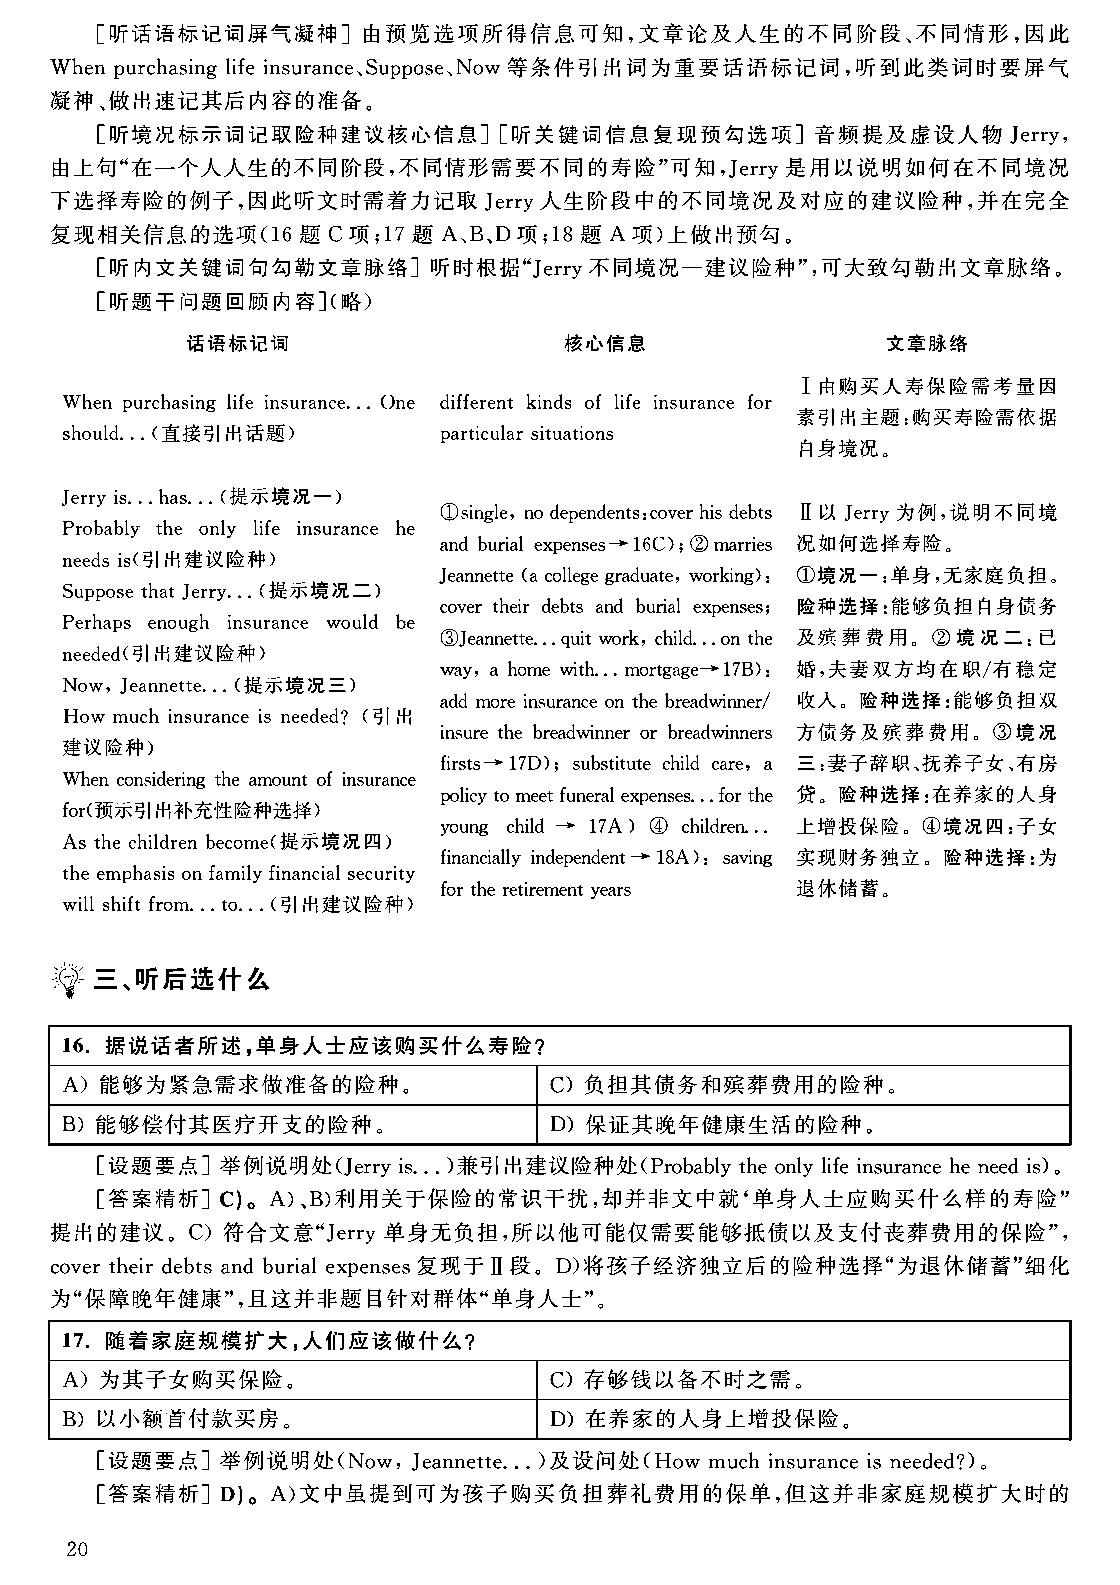 [听话语标记词屏气凝神] 由预览选项所得信息可知,文章论及人生的不同阶段、不同情形,因此
When purchasing life insurance、Suppose、Now 等条件引出词为重要话语标记词,听到此类词时要屏气
凝神、做出速记其后内容的准备。
[听境况标示词记取险种建议核心信息][听关键词信息复现预勾选项] 音频提及虚设人物 Jerry,
由上句“在一个人人生的不同阶段,不同情形需要不同的寿险”可知,Jerry 是用以说明如何在不同境况
下选择寿险的例子,因此听文时需着力记取 Jerry 人生阶段中的不同境况及对应的建议险种,并在完全
复现相关信息的选项(16 题 C 项;17 题 A、B、D 项;18 题 A 项)上做出预勾。
[听内文关键词句勾勒文章脉络] 听时根据“Jerry 不同境况—建议险种”,可大致勾勒出文章脉络。
[听题干问题回顾内容](略)
话语标记词
When purchasing life insurance... One
should...(直接引出话题)
Jerry is...has...(提示境况一)
Probably the only life insurance he
needs is(引出建议险种)
Suppose that Jerry...(提示境况二)
Perhaps enough insurance would be
needed(引出建议险种)
Now, Jeannette...(提示境况三)
How much insurance is needed? (引出
建议险种)
When considering the amount of insurance
for(预示引出补充性险种选择)
As the children become(提示境况四)
the emphasis on family financial security
will shift from...to...(引出建议险种)
核心信息
different kinds of life insurance for
particular situations
①single, no dependents:cover his debts
and burial expenses→16C); ②marries
Jeannette (a college graduate, working):
cover their debts and burial expenses;
③Jeannette...quit work, child...on the
way, a home with...mortgage→17B):
add more insurance on the breadwinner/
insure the breadwinner or breadwinners
firsts→17D); substitute child care, a
policy to meet funeral expenses...for the
young child → 17A) ④ children...
financially independent→18A): saving
for the retirement years
文章脉络
Ⅰ由购买人寿保险需考量因
素引出主题:购买寿险需依据
自身境况。
Ⅱ以 Jerry 为例,说明不同境
况如何选择寿险。
①境况一:单身,无家庭负担。
险种选择:能够负担自身债务
及殡葬费用。②境况二:已
婚,夫妻双方均在职/有稳定
收入。险种选择:能够负担双
方债务及殡葬费用。③境况
三:妻子辞职、抚养子女、有房
贷。险种选择:在养家的人身
上增投保险。④境况四:子女
实现财务独立。险种选择:为
退休储蓄。
三、听后选什么
16. 据说话者所述,单身人士应该购买什么寿险?
A) 能够为紧急需求做准备的险种。
C) 负担其债务和殡葬费用的险种。
B) 能够偿付其医疗开支的险种。
D) 保证其晚年健康生活的险种。
[设题要点] 举例说明处(Jerry is...)兼引出建议险种处(Probably the only life insurance he need is)。
[答案精析] C)。A)、B)利用关于保险的常识干扰,却并非文中就‘单身人士应购买什么样的寿险”
提出的建议。C) 符合文意“Jerry 单身无负担,所以他可能仅需要能够抵债以及支付丧葬费用的保险”,
cover their debts and burial expenses 复现于Ⅱ段。D)将孩子经济独立后的险种选择“为退休储蓄”细化
为“保障晚年健康”,且这并非题目针对群体“单身人士”。
17. 随着家庭规模扩大,人们应该做什么?
A) 为其子女购买保险。
C) 存够钱以备不时之需。
B) 以小额首付款买房。
D) 在养家的人身上增投保险。
[设题要点] 举例说明处(Now, Jeannette...)及设问处(How much insurance is needed?)。
[答案精析] D)。A)文中虽提到可为孩子购买负担葬礼费用的保单,但这并非家庭规模扩大时的
20